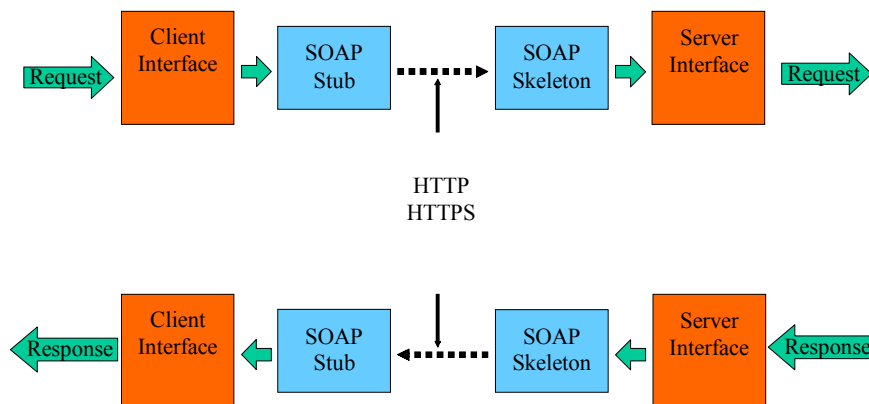 Request
Client
Interface
SOAP
Stub
SOAP
Skeleton
Server
Interface
Request
HTTP
HTTPS
Response
Client
Interface
SOAP
Stub
SOAP
Skeleton
Server
Interface
Response